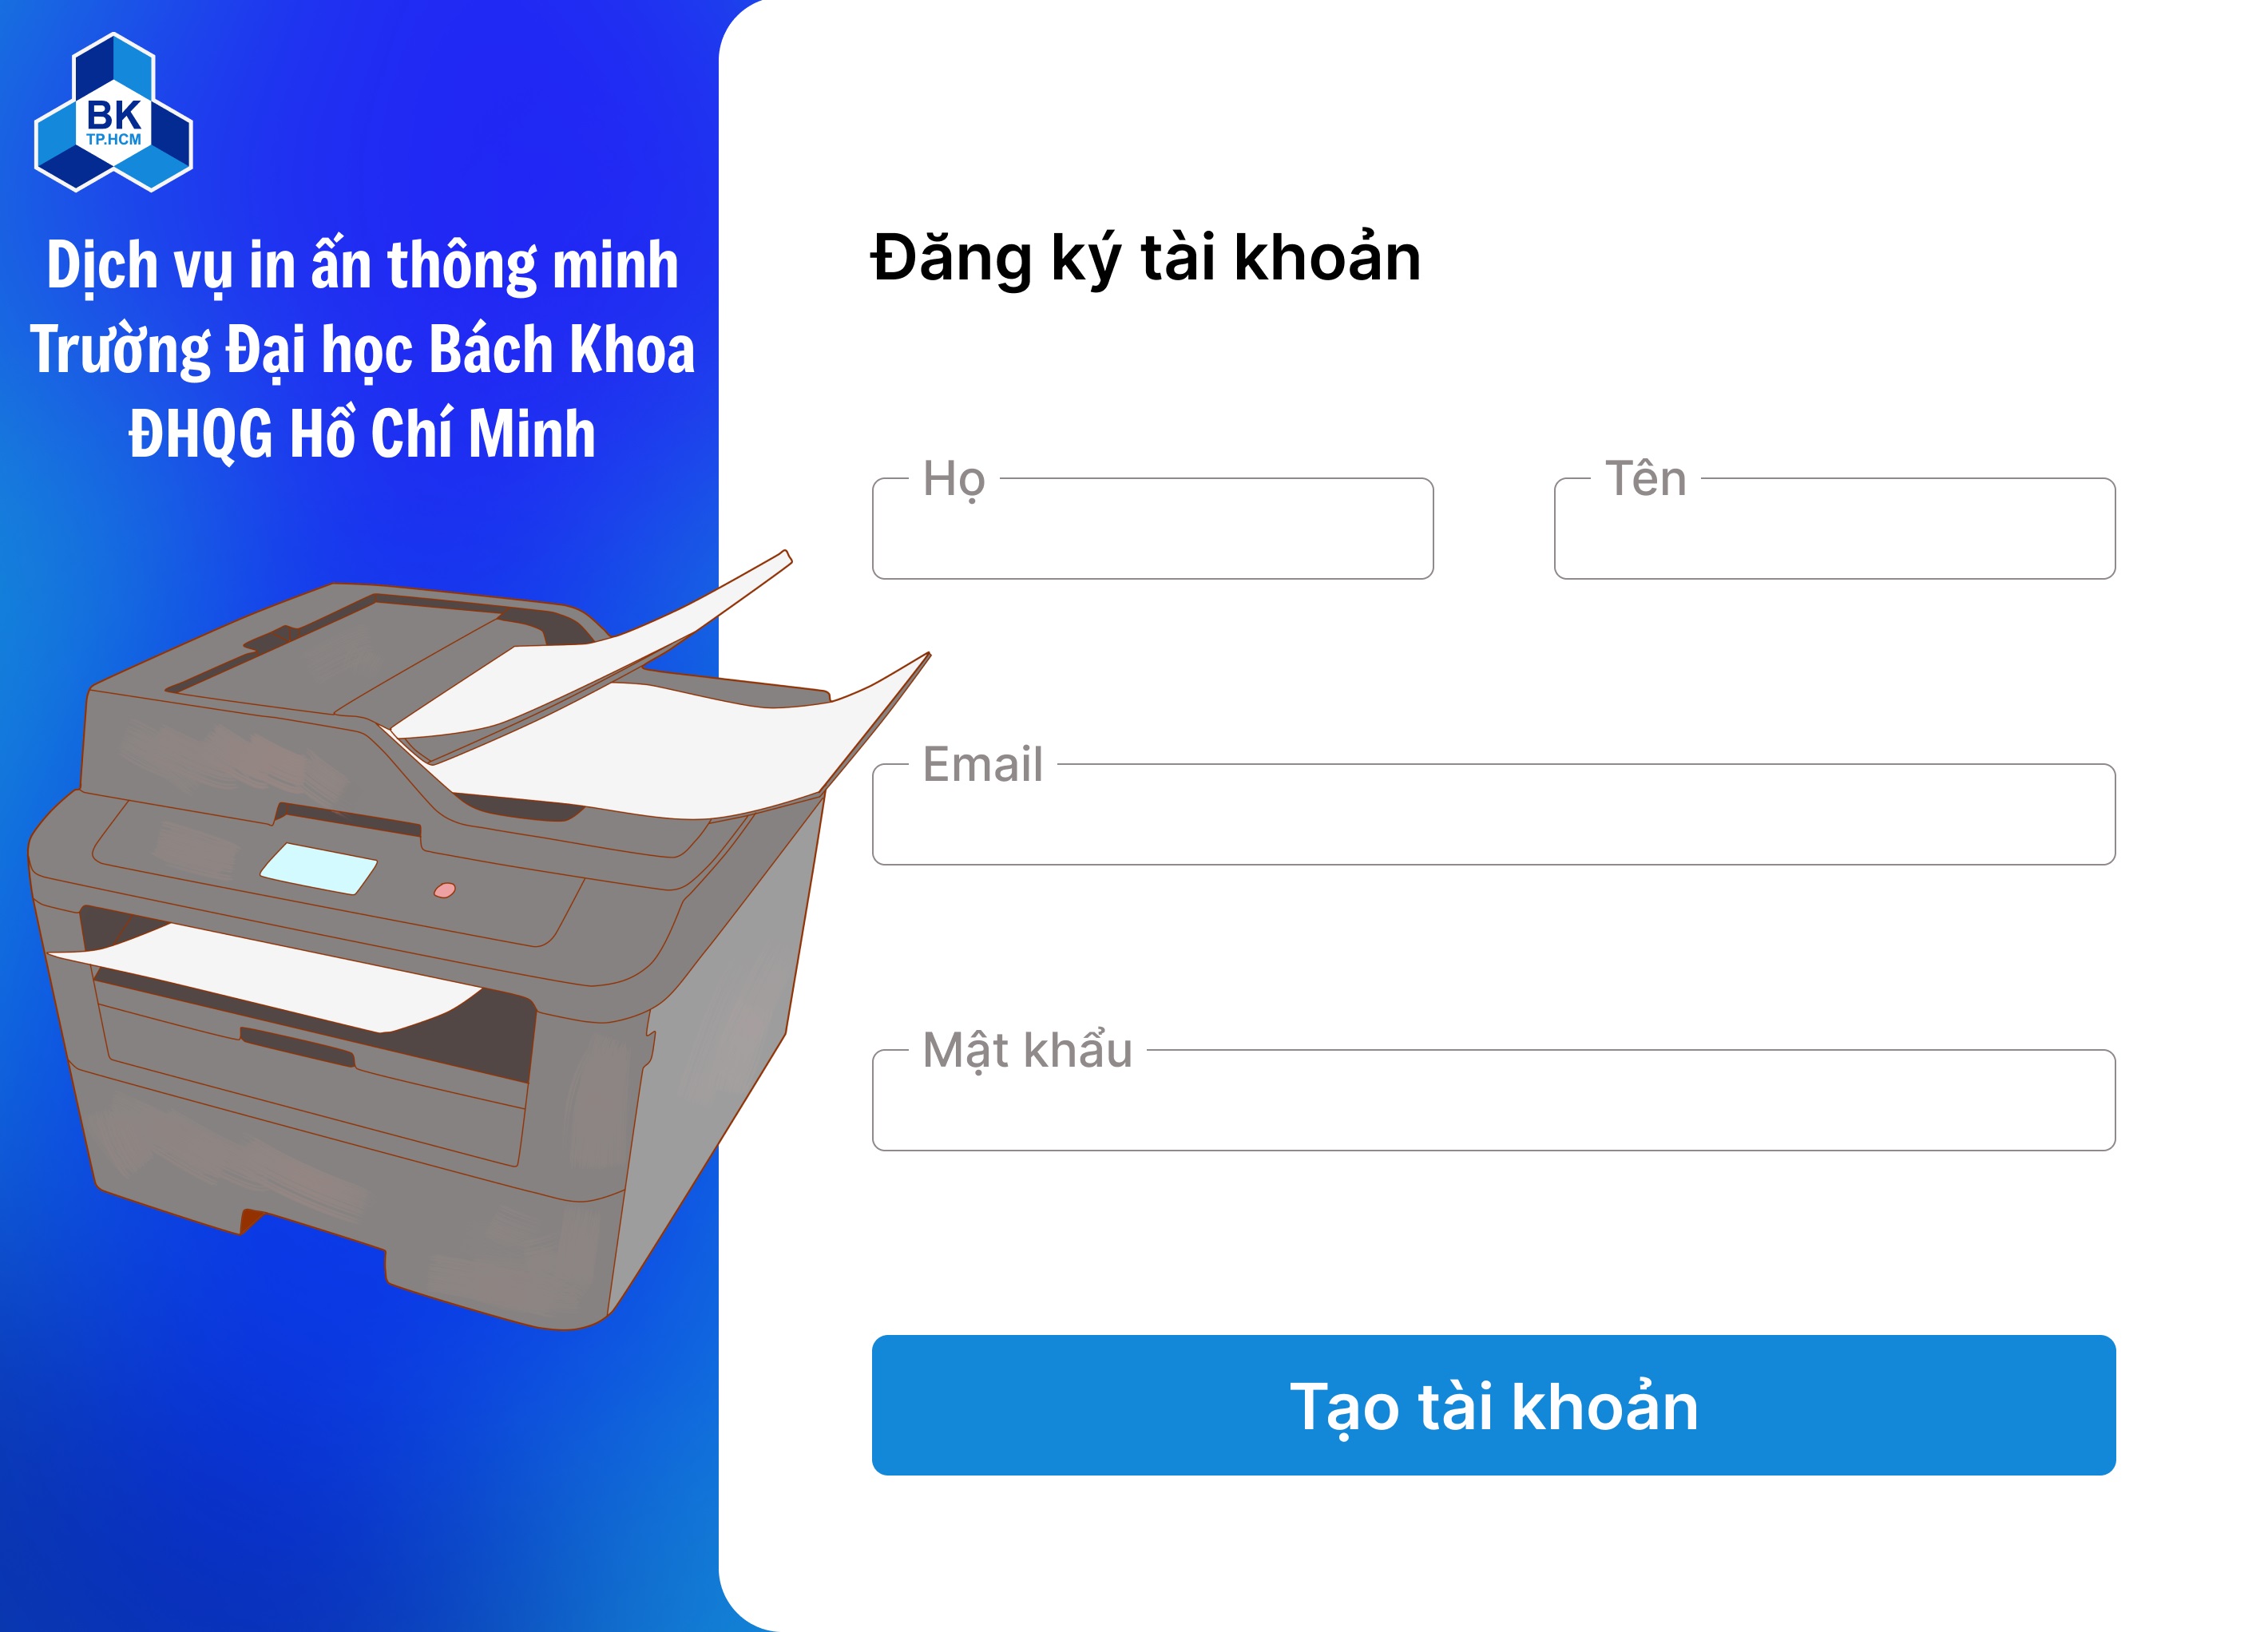 BK
TP.HCM
Dịch vụ in ấn thông minh
Trường Đại học Bách Khoa
ĐHQG Hồ Chí Minh
Đăng ký tài khoản
Họ
Tên
Email
Mật khẩu
Tạo tài khoản